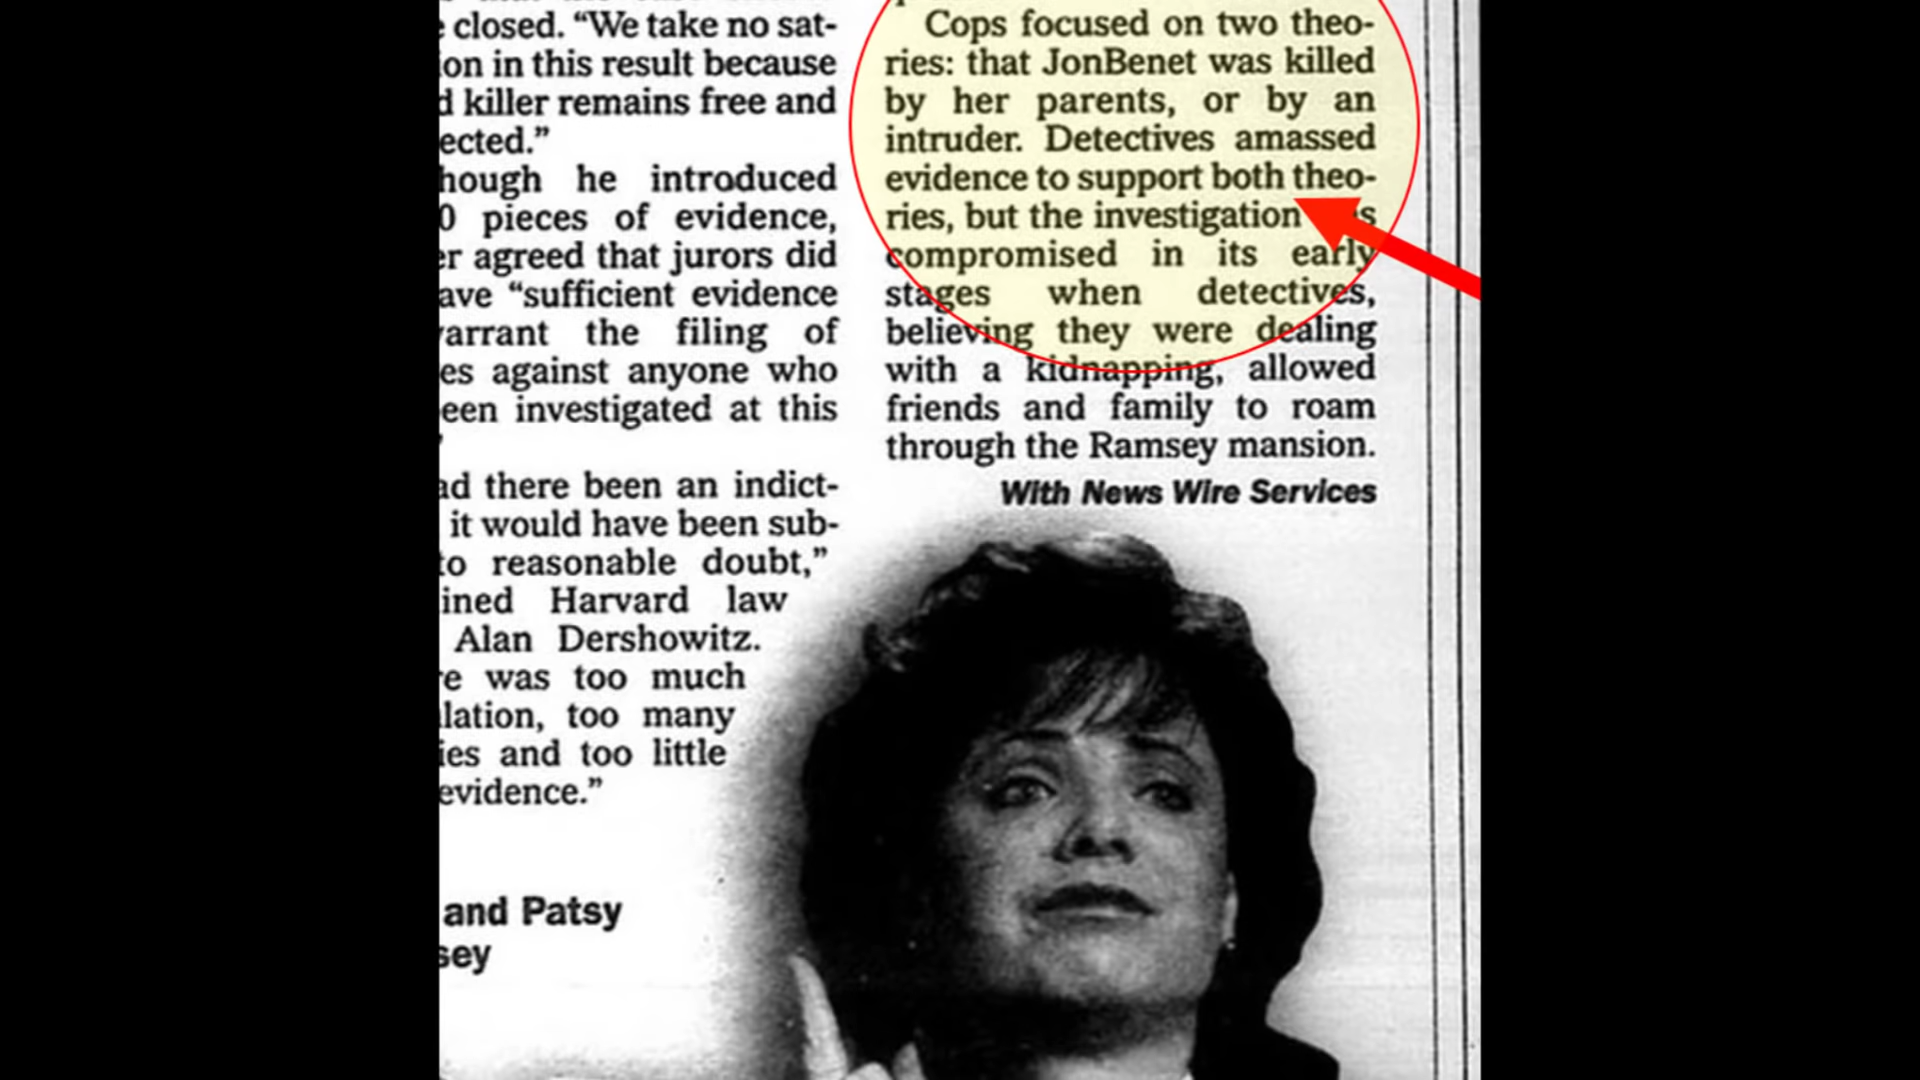 closed. “We take no sat-
on in this result because
killer remains free and
ected.”
hough he introduced
0 pieces of evidence,
er agreed that jurors did
ave “sufficient evidence
arrant the filing of
es against anyone who
een investigated at this
ad there been an indict-
it would have been sub-
to reasonable doubt,”
ined Harvard law
Alan Dershowitz.
re was too much
lation, too many
ies and too little
evidence.”
and Patsy
sey
Cops focused on two theo-
ries: that JonBenet was killed
by her parents, or by an
intruder. Detectives amassed
evidence to support both theo-
ries, but the investigation
compromised in its early
stages when detectives,
believing they were dealing
with a kidnapping, allowed
friends and family to roam
through the Ramsey mansion.
With News Wire Services